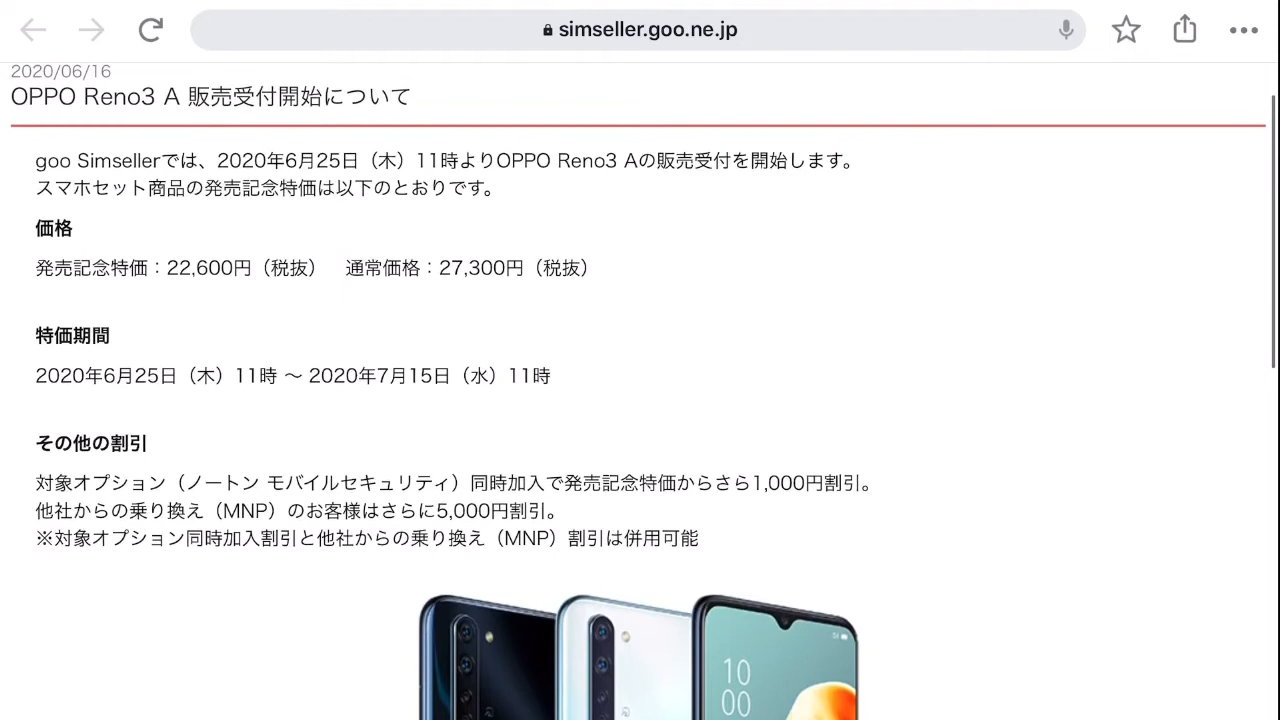 simseller.goo.ne.jp
2020/06/16
OPPO Reno3 A 販売受付開始について
goo Simsellerでは、2020年6月25日（木）11時よりOPPO Reno3 Aの販売受付を開始します。
スマホセット商品の発売記念特価は以下のとおりです。
価格
発売記念特価：22,600円（税抜）　通常価格：27,300円（税抜）
特価期間
2020年6月25日（木）11時 〜 2020年7月15日（水）11時
その他の割引
対象オプション（ノートン モバイルセキュリティ）同時加入で発売記念特価からさら1,000円割引。
他社からの乗り換え（MNP）のお客様はさらに5,000円割引。
※対象オプション同時加入割引と他社からの乗り換え（MNP）割引は併用可能
10
00